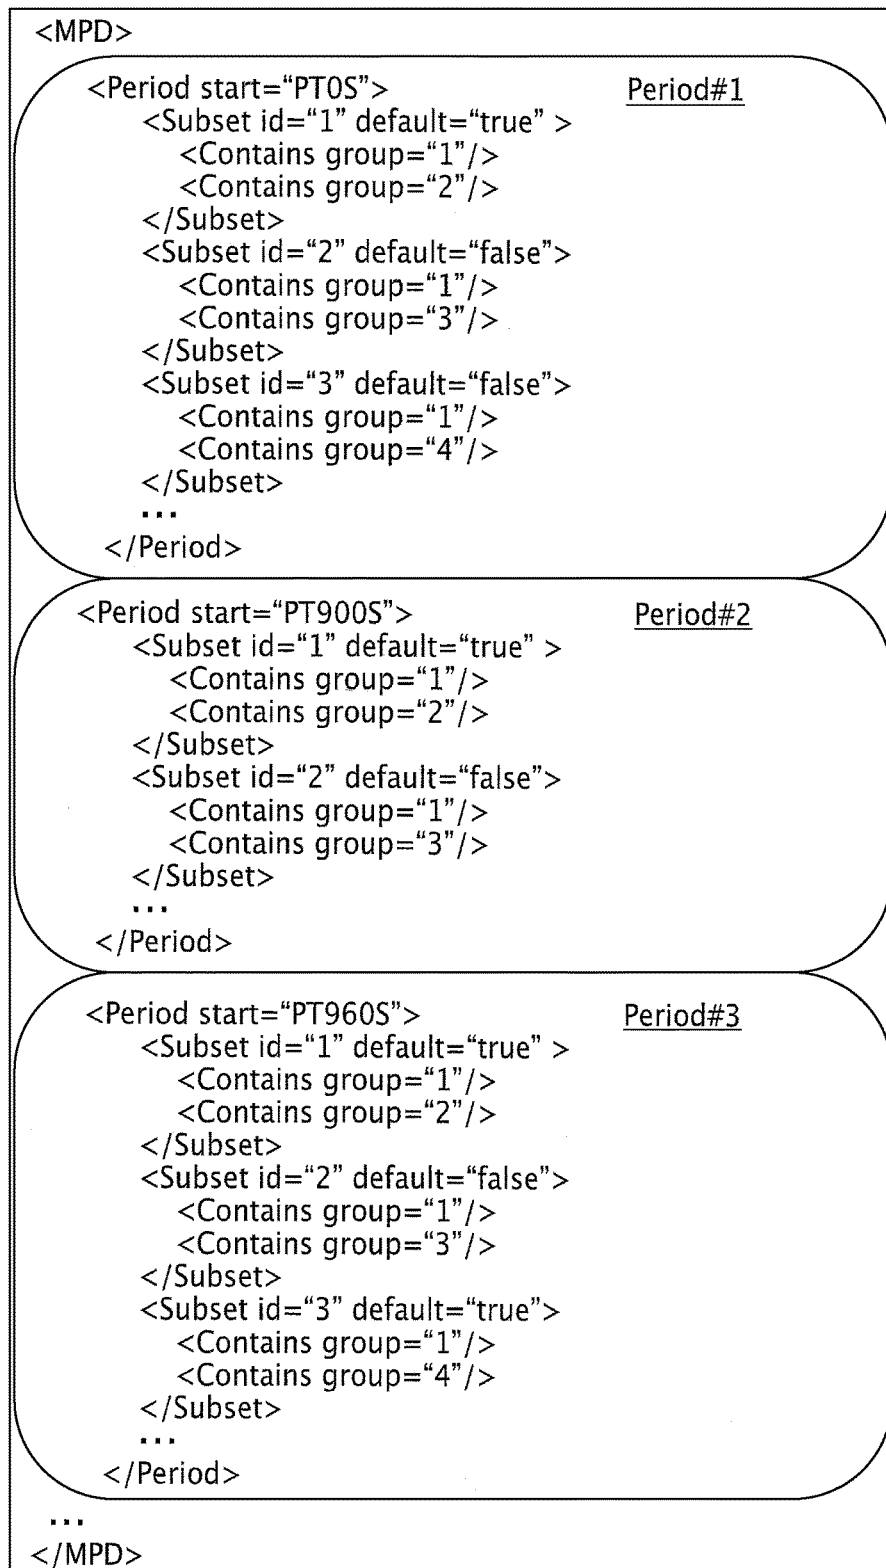 <MPD>
<Period start=“PT0S”> Period#1
<Subset id=“1” default=“true” >
<Contains group=“1”/>
<Contains group=“2”/>
</Subset>
<Subset id=“2” default=“false”>
<Contains group=“1”/>
<Contains group=“3”/>
</Subset>
<Subset id=“3” default=“false”>
<Contains group=“1”/>
<Contains group=“4”/>
</Subset>
...
</Period>
<Period start=“PT900S”> Period#2
<Subset id=“1” default=“true” >
<Contains group=“1”/>
<Contains group=“2”/>
</Subset>
<Subset id=“2” default=“false”>
<Contains group=“1”/>
<Contains group=“3”/>
</Subset>
...
</Period>
<Period start=“PT960S”> Period#3
<Subset id=“1” default=“true” >
<Contains group=“1”/>
<Contains group=“2”/>
</Subset>
<Subset id=“2” default=“false”>
<Contains group=“1”/>
<Contains group=“3”/>
</Subset>
<Subset id=“3” default=“true”>
<Contains group=“1”/>
<Contains group=“4”/>
</Subset>
...
</Period>
...
</MPD>